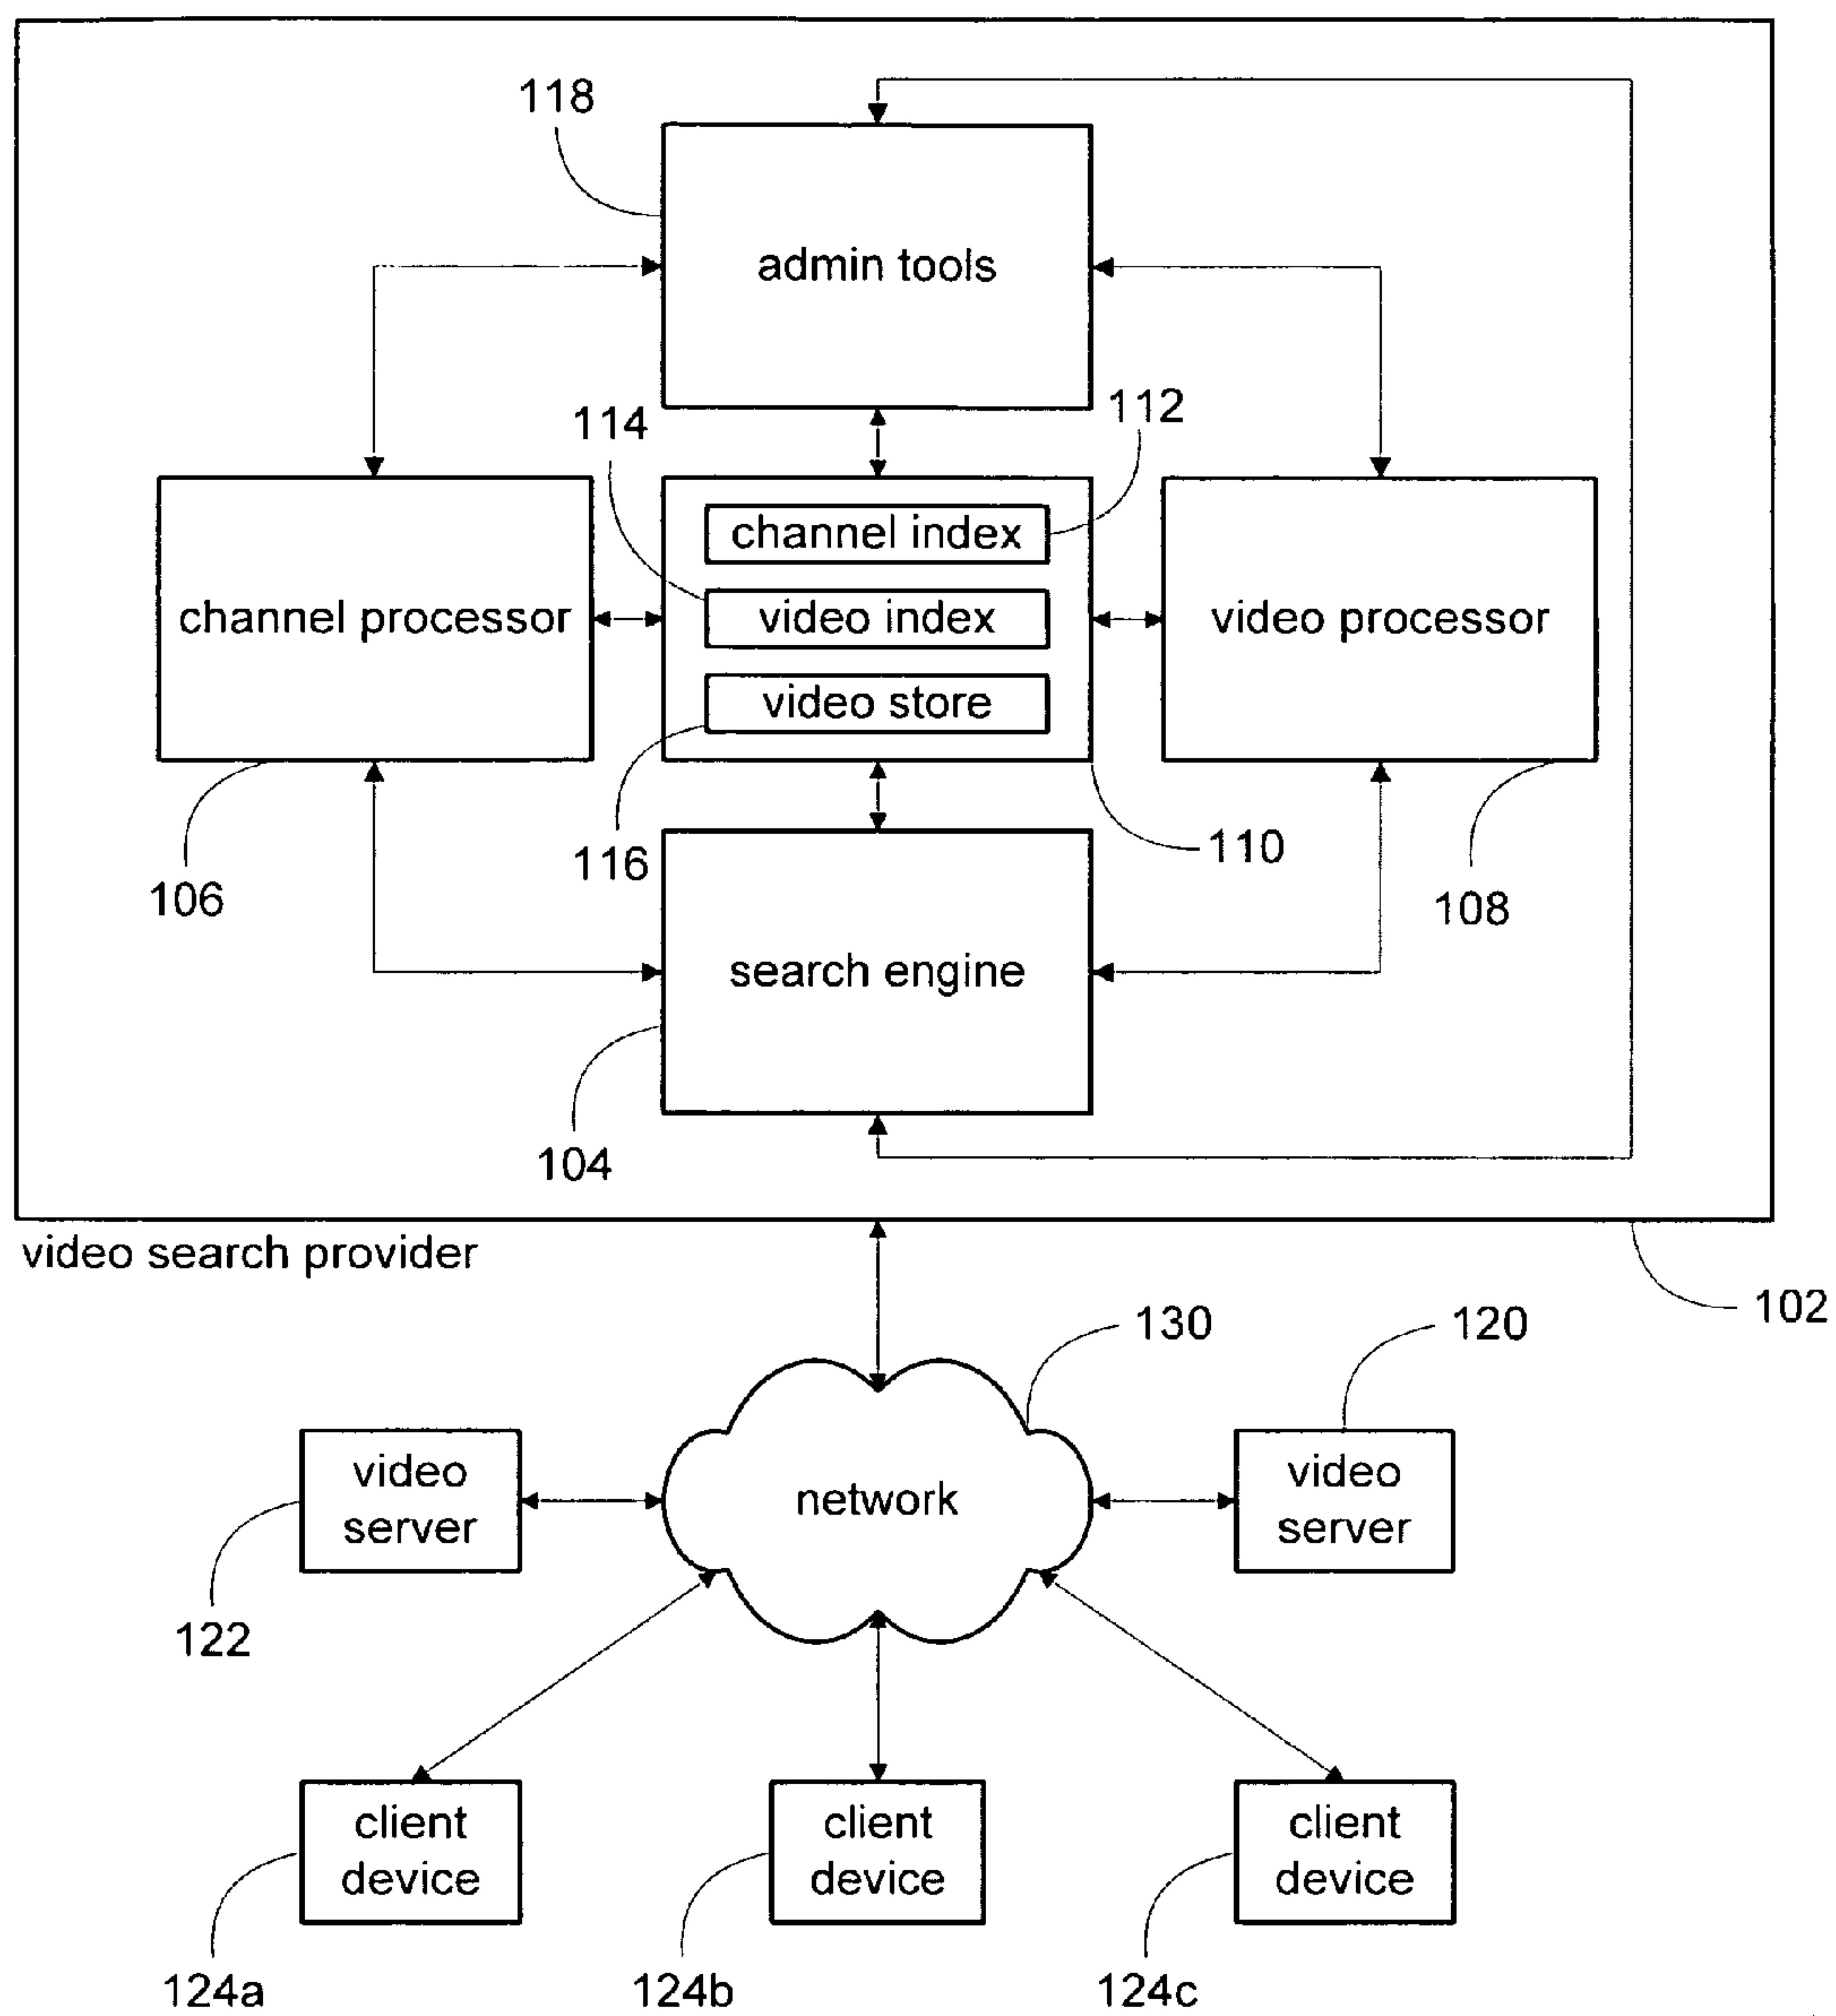 118
admin tools
112
114
channel index
channel processor
video index
video processor
video store
110
116
106
108
search engine
104
video search provider
102
130
120
video
server
network
video
server
122
client
device
client
device
client
device
124a
124b
124c